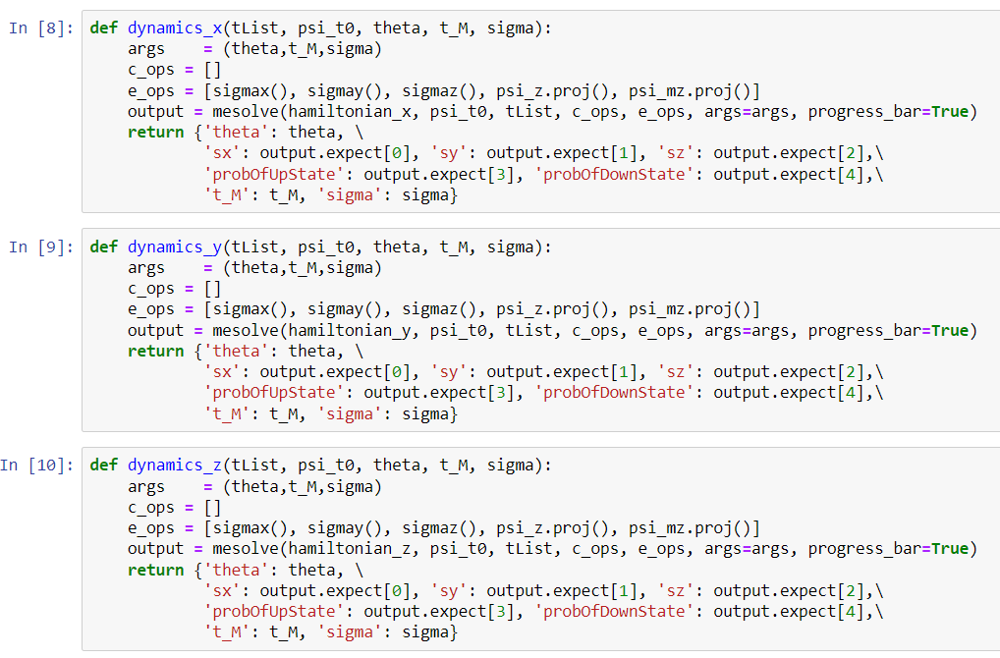 In [8]: def dynamics_x(tList, psi_t0, theta, t_M, sigma):
    args    = (theta,t_M,sigma)
    c_ops = []
    e_ops = [sigmax(), sigmay(), sigmaz(), psi_z.proj(), psi_mz.proj()]
    output = mesolve(hamiltonian_x, psi_t0, tList, c_ops, e_ops, args=args, progress_bar=True)
    return {'theta': theta, \
            'sx': output.expect[0], 'sy': output.expect[1], 'sz': output.expect[2],\
            'probOfUpState': output.expect[3], 'probOfDownState': output.expect[4],\
            't_M': t_M, 'sigma': sigma}
In [9]: def dynamics_y(tList, psi_t0, theta, t_M, sigma):
    args    = (theta,t_M,sigma)
    c_ops = []
    e_ops = [sigmax(), sigmay(), sigmaz(), psi_z.proj(), psi_mz.proj()]
    output = mesolve(hamiltonian_y, psi_t0, tList, c_ops, e_ops, args=args, progress_bar=True)
    return {'theta': theta, \
            'sx': output.expect[0], 'sy': output.expect[1], 'sz': output.expect[2],\
            'probOfUpState': output.expect[3], 'probOfDownState': output.expect[4],\
            't_M': t_M, 'sigma': sigma}
In [10]: def dynamics_z(tList, psi_t0, theta, t_M, sigma):
    args    = (theta,t_M,sigma)
    c_ops = []
    e_ops = [sigmax(), sigmay(), sigmaz(), psi_z.proj(), psi_mz.proj()]
    output = mesolve(hamiltonian_z, psi_t0, tList, c_ops, e_ops, args=args, progress_bar=True)
    return {'theta': theta, \
            'sx': output.expect[0], 'sy': output.expect[1], 'sz': output.expect[2],\
            'probOfUpState': output.expect[3], 'probOfDownState': output.expect[4],\
            't_M': t_M, 'sigma': sigma}